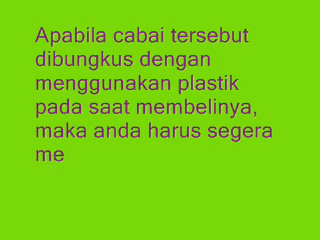 Apabila cabai tersebut
dibungkus dengan
menggunakan plastik
pada saat membelinya,
maka anda harus segera
me